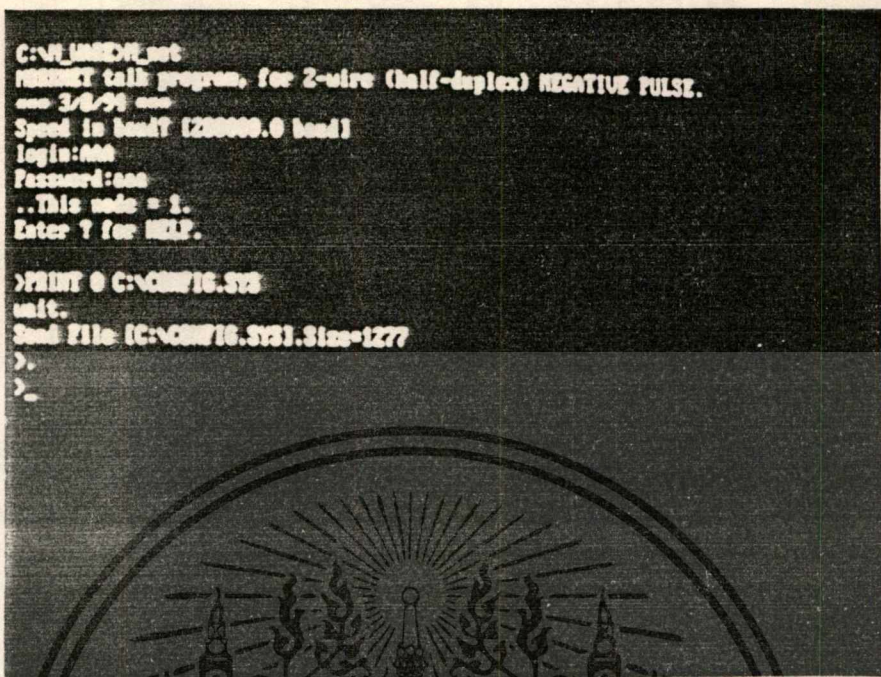 talk program, for 2-wire (half-duplex) NEGATIVE PULSE.
Speed in baud? [200000.0 baud]
login:AAA
Password:aaa
..This node = 1.
Enter ? for HELP.
>PRINT 0 C:\CONFIG.SYS
wait.
Send File [C:\CONFIG.SYS].Size=1277
>.
>_